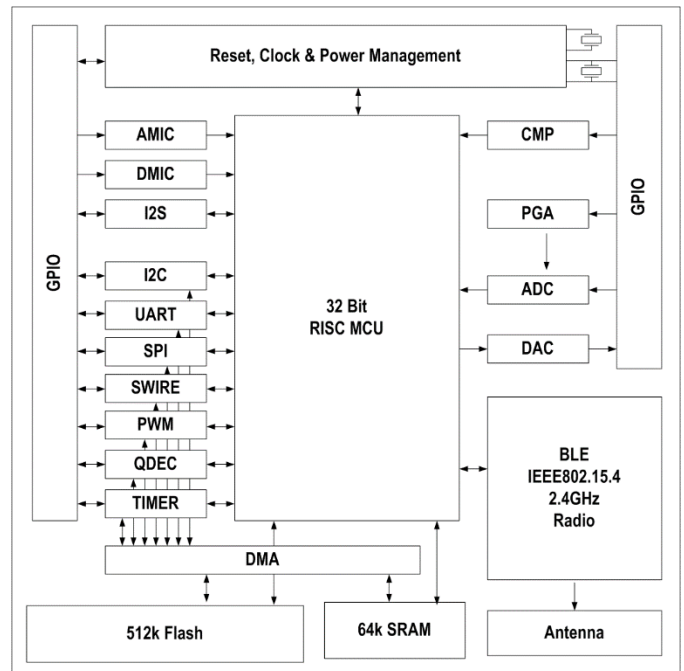 Reset, Clock & Power Management
GPIO
AMIC
DMIC
I2S
I2C
UART
SPI
SWIRE
PWM
QDEC
TIMER
32 Bit
RISC MCU
CMP
PGA
ADC
DAC
GPIO
BLE
IEEE802.15.4
2.4GHz
Radio
DMA
512k Flash
64k SRAM
Antenna